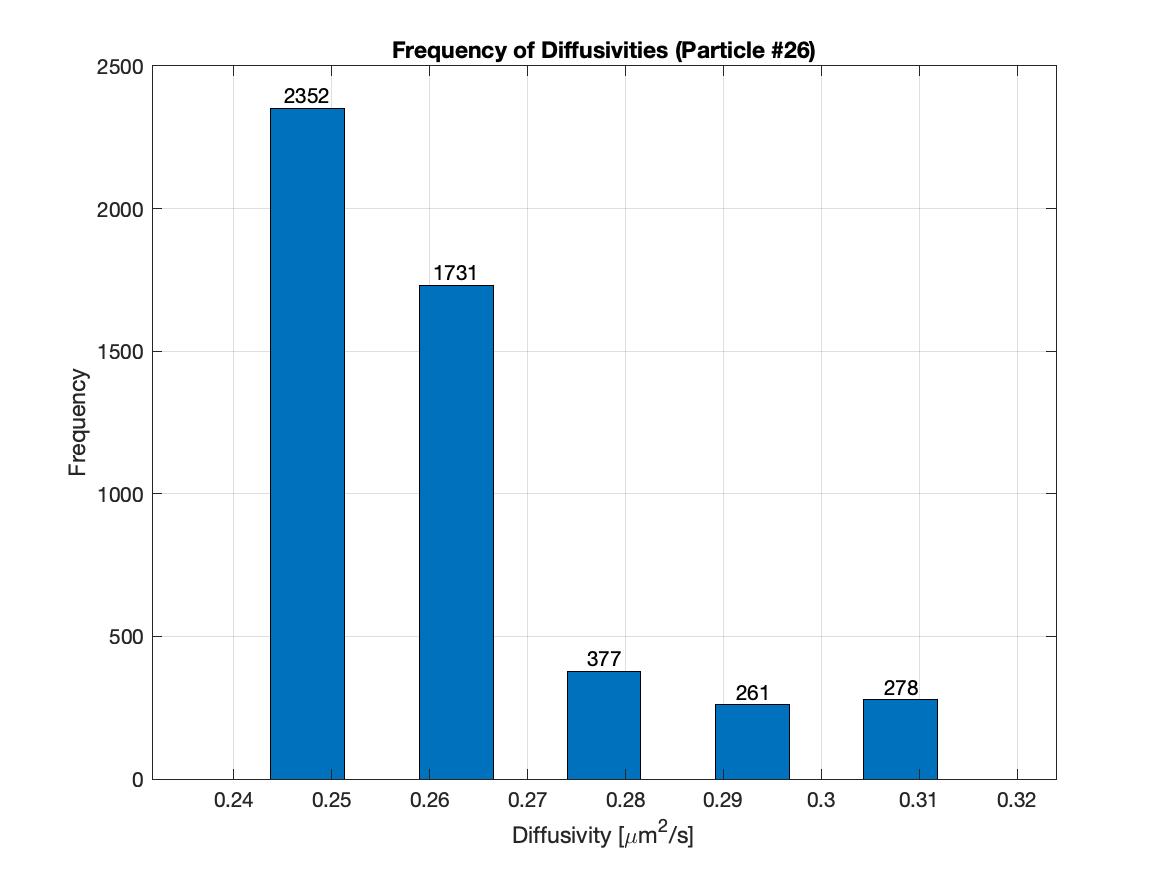 Frequency of Diffusivities (Particle #26)
2500
2000
1500
1000
500
0
Frequency
2352
1731
377
261
278
0.24 0.25 0.26 0.27 0.28 0.29 0.3 0.31 0.32
Diffusivity [μm²/s]